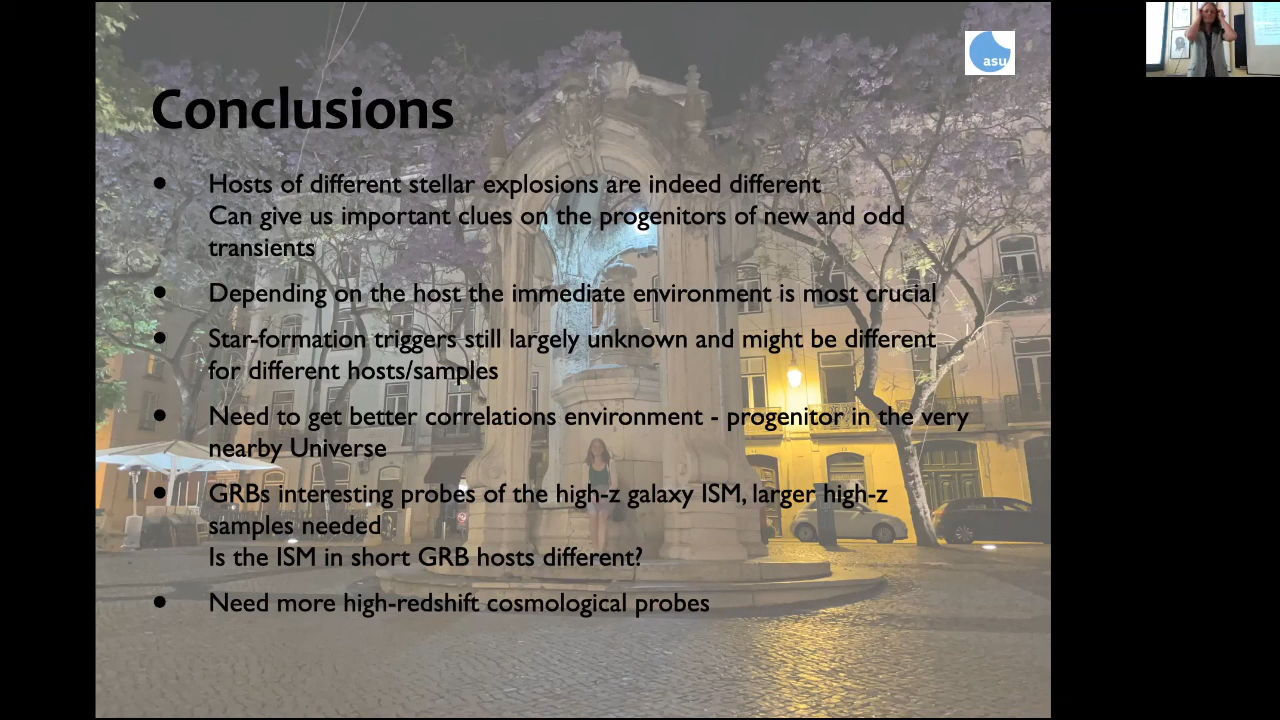 asu
Conclusions
• Hosts of different stellar explosions are indeed different
Can give us important clues on the progenitors of new and odd
transients
• Depending on the host the immediate environment is most crucial
• Star-formation triggers still largely unknown and might be different
for different hosts/samples
• Need to get better correlations environment - progenitor in the very
nearby Universe
• GRBs interesting probes of the high-z galaxy ISM, larger high-z
samples needed
Is the ISM in short GRB hosts different?
• Need more high-redshift cosmological probes